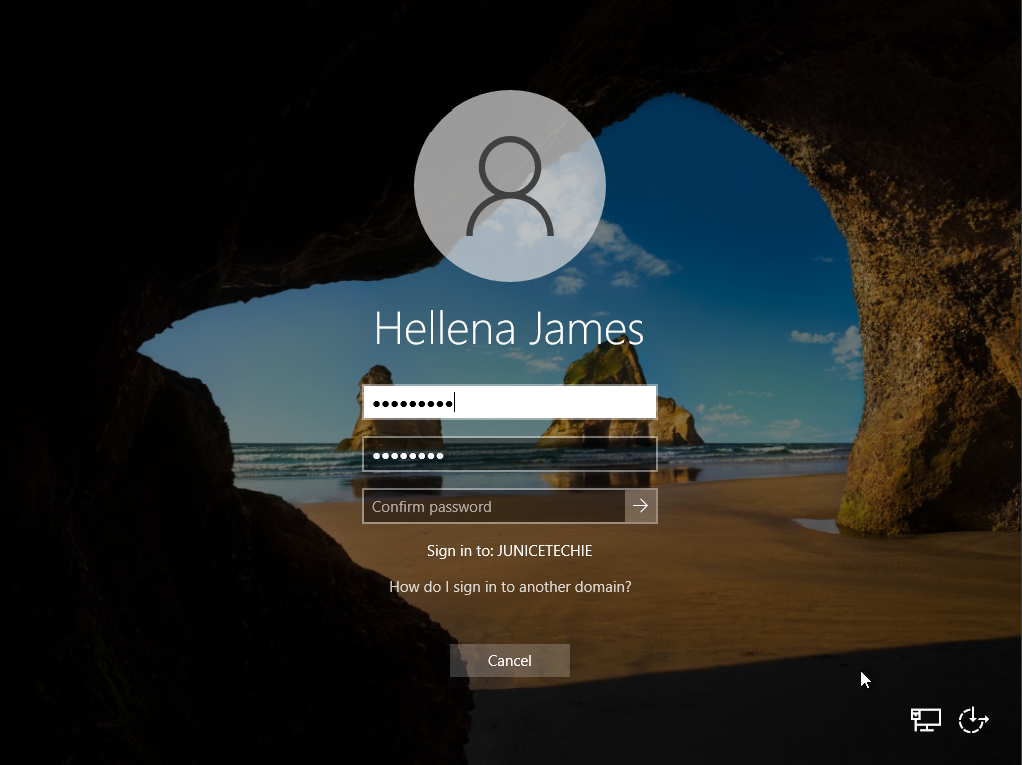 Hellena James
●●●●●●●●●
●●●●●●●●
Confirm password
Sign in to: JUNICETECHIE
How do I sign in to another domain?
Cancel